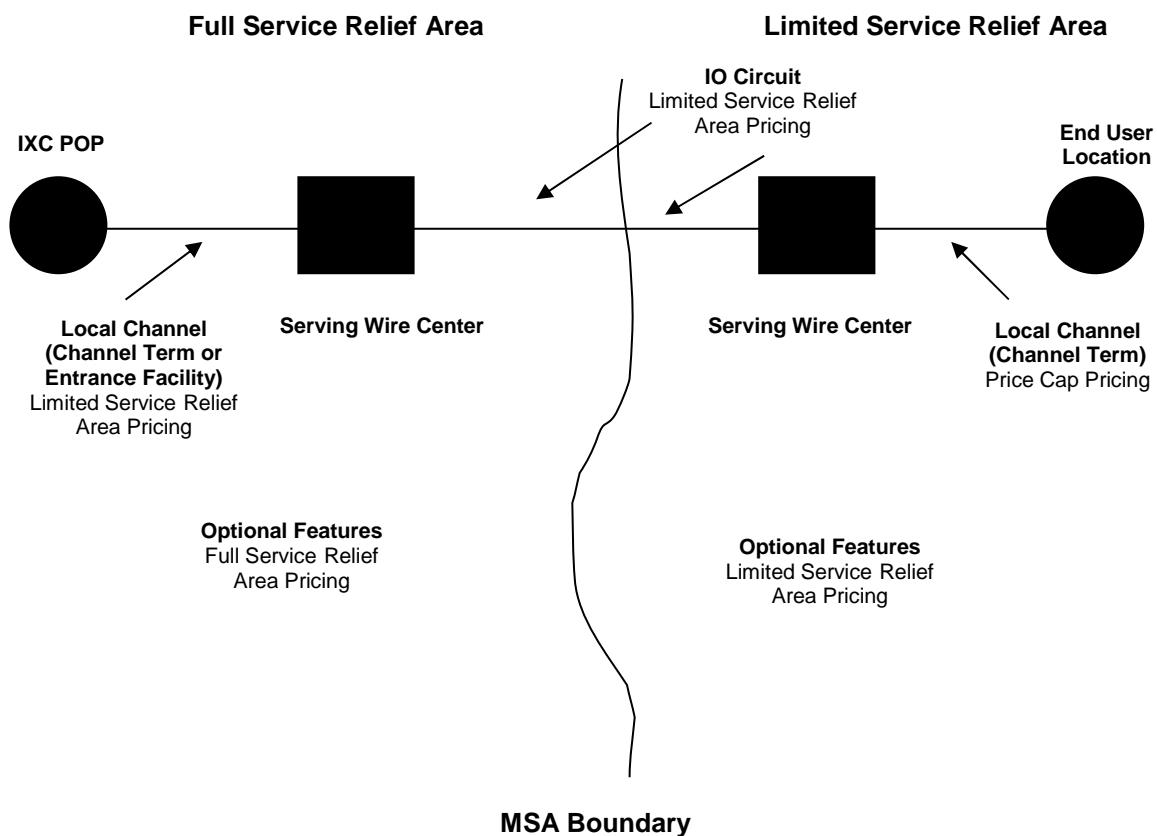 Full Service Relief Area
Limited Service Relief Area
IO Circuit
Limited Service Relief
Area Pricing
IXC POP
End User
Location
Local Channel
(Channel Term or
Entrance Facility)
Limited Service Relief
Area Pricing
Serving Wire Center
Serving Wire Center
Local Channel
(Channel Term)
Price Cap Pricing
Optional Features
Full Service Relief
Area Pricing
Optional Features
Limited Service Relief
Area Pricing
MSA Boundary